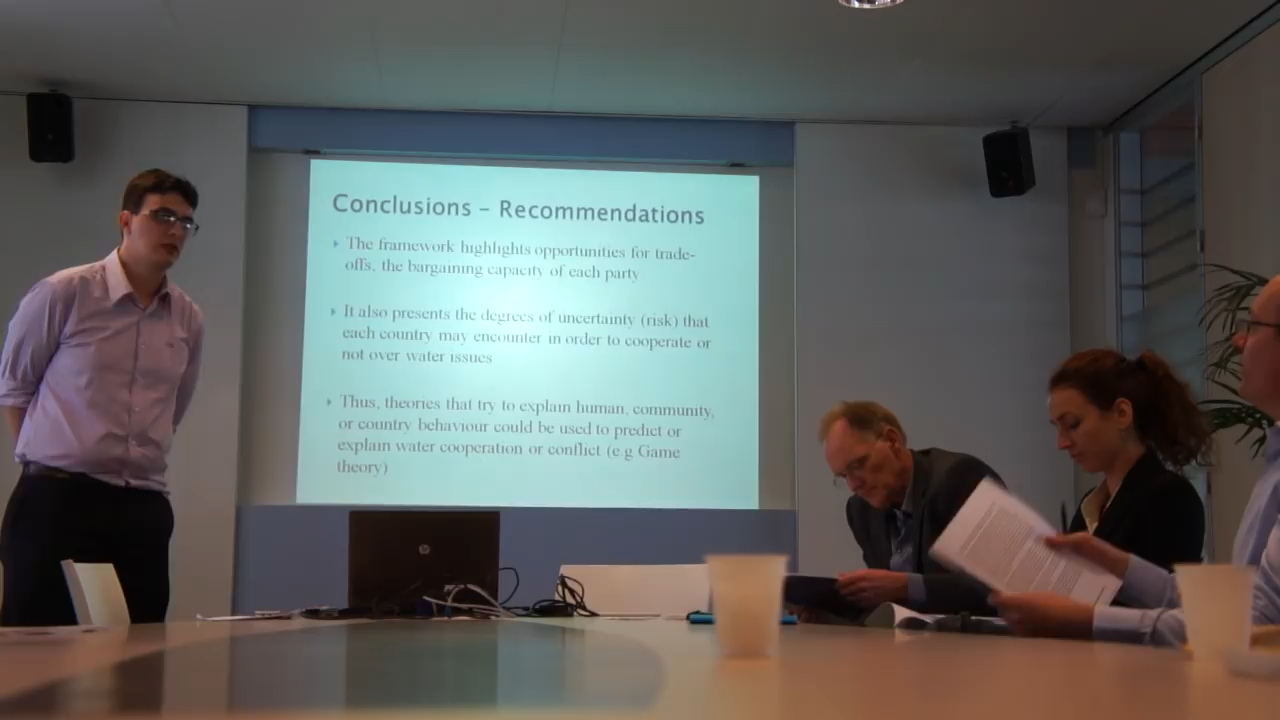 Conclusions – Recommendations
The framework highlights opportunities for trade-
offs, the bargaining capacity of each party
It also presents the degrees of uncertainty (risk) that
each country may encounter in order to cooperate or
not over water issues
Thus, theories that try to explain human, community,
or country behaviour could be used to predict or
explain water cooperation or conflict (e.g Game
theory)
hp